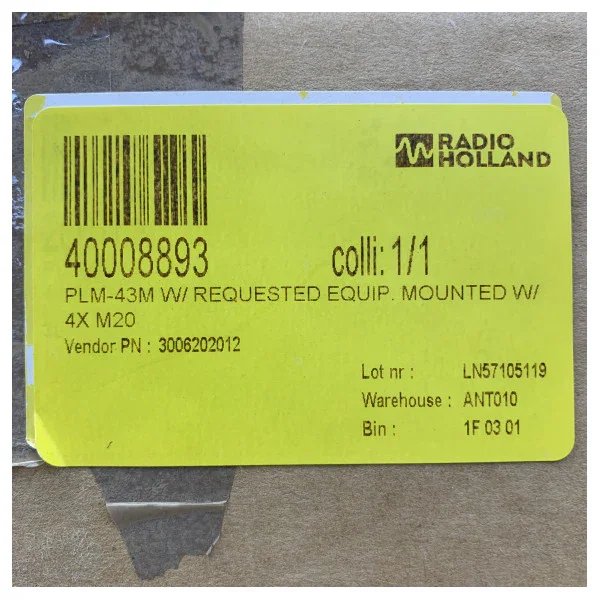 RADIO
HOLLAND
40008893 colli: 1/1
PLM-43M W/ REQUESTED EQUIP. MOUNTED W/
4X M20
Vendor PN : 3006202012
Lot nr : LN57105119
Warehouse : ANT010
Bin : 1F 03 01